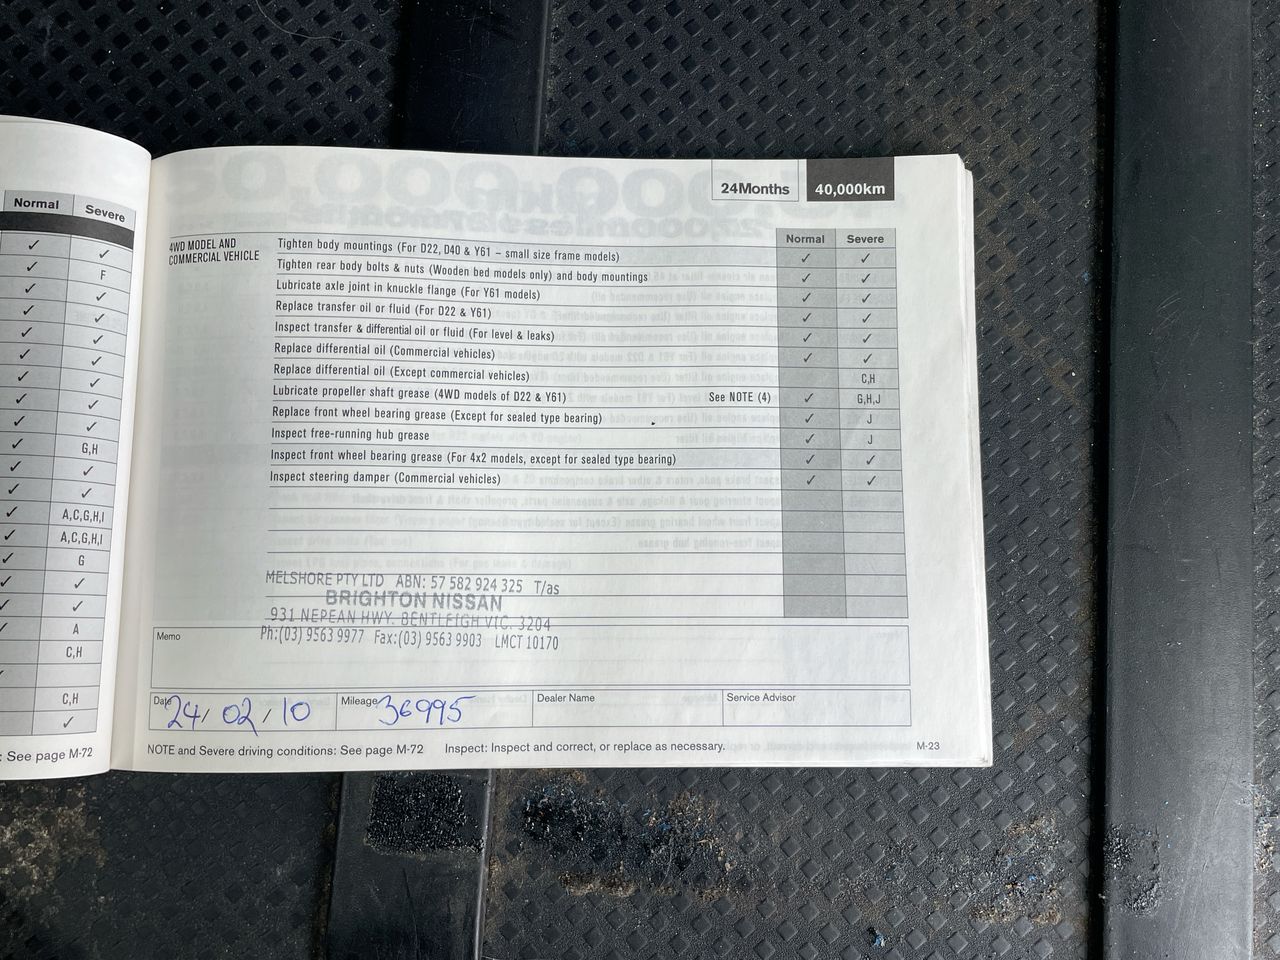 Normal Severe
✓ ✓
✓ F
✓ ✓
✓ ✓
✓ ✓
✓ ✓
✓ ✓
✓ ✓
✓ G,H
✓ ✓
✓ ✓
✓ A,C,G,H,I
✓ A,C,G,H,I
✓ G
✓ ✓
✓ ✓
✓ A
C,H
C,H
✓
: See page M-72
24Months 40,000km
Normal Severe
4WD MODEL AND
COMMERCIAL VEHICLE
Tighten body mountings (For D22, D40 & Y61 – small size frame models) ✓ ✓
Tighten rear body bolts & nuts (Wooden bed models only) and body mountings ✓ ✓
Lubricate axle joint in knuckle flange (For Y61 models) ✓ ✓
Replace transfer oil or fluid (For D22 & Y61) ✓ ✓
Inspect transfer & differential oil or fluid (For level & leaks) ✓ ✓
Replace differential oil (Commercial vehicles) ✓ ✓
Replace differential oil (Except commercial vehicles) C,H
Lubricate propeller shaft grease (4WD models of D22 & Y61) See NOTE (4) ✓ G,H,J
Replace front wheel bearing grease (Except for sealed type bearing) ✓ J
Inspect free-running hub grease ✓ J
Inspect front wheel bearing grease (For 4x2 models, except for sealed type bearing) ✓ ✓
Inspect steering damper (Commercial vehicles) ✓ ✓
MELSHORE PTY LTD ABN: 57 582 924 325 T/as
BRIGHTON NISSAN
931 NEPEAN HWY. BENTLEIGH VIC. 3204
Ph:(03) 9563 9977 Fax:(03) 9563 9903 LMCT 10170
Memo
Date 24/ 02 / 10 Mileage 36995 Dealer Name Service Advisor
NOTE and Severe driving conditions: See page M-72 Inspect: Inspect and correct, or replace as necessary. M-23